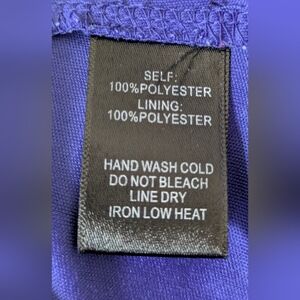 SELF:
100%POLYESTER
LINING:
100%POLYESTER
HAND WASH COLD
DO NOT BLEACH
LINE DRY
IRON LOW HEAT